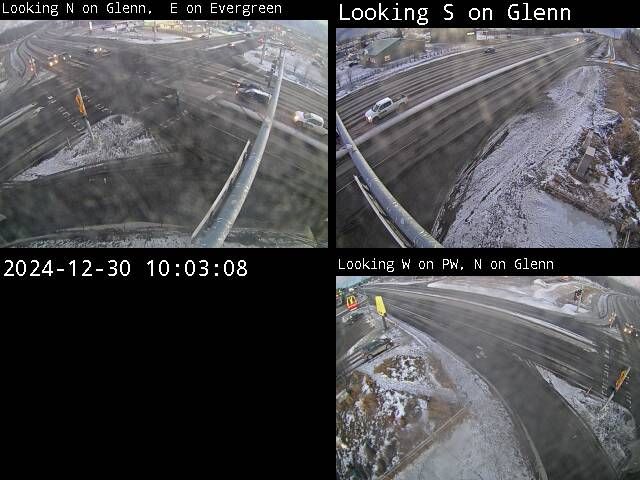 Looking N on Glenn, E on Evergreen
Looking S on Glenn
2024-12-30 10:03:08
Looking W on PW, N on Glenn